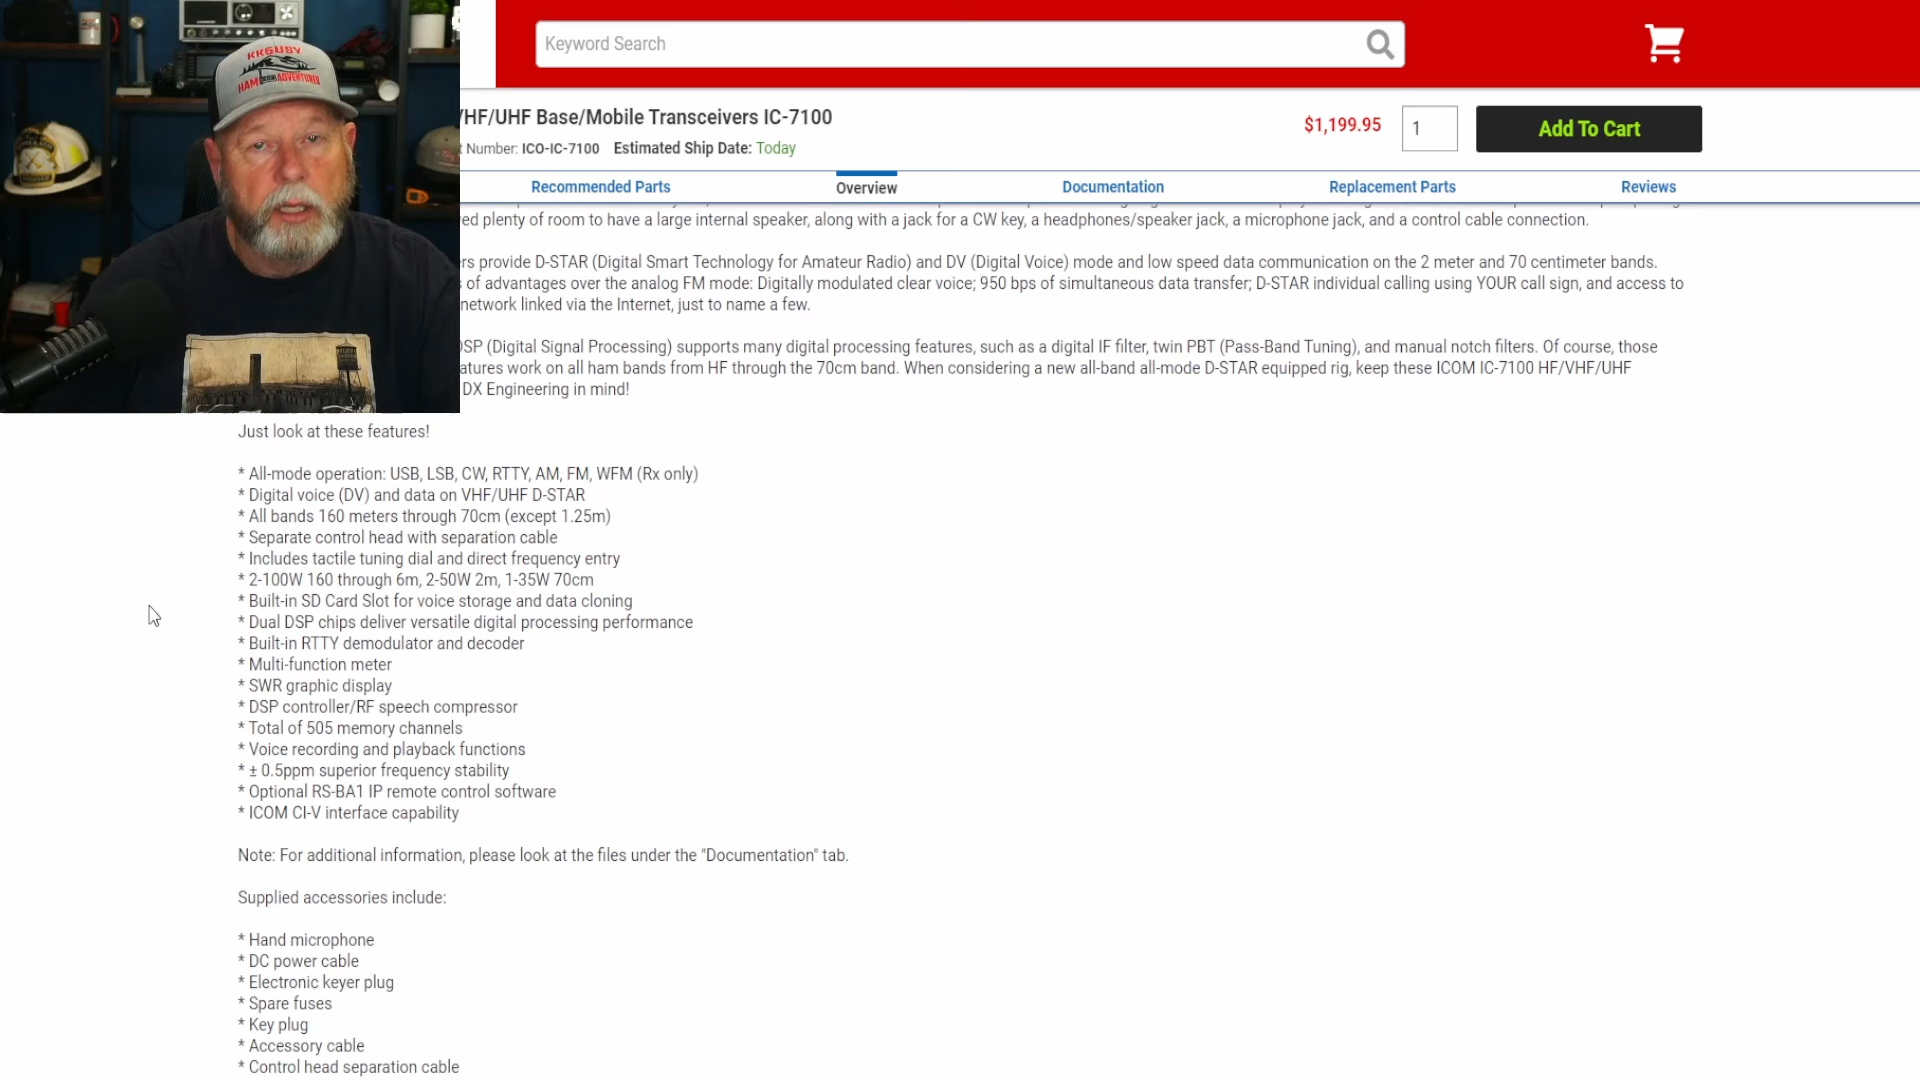 KK6USY
HAM ADVENTURES
Keyword Search
HF/UHF Base/Mobile Transceivers IC-7100
$1,199.95
1
Add To Cart
Number: ICO-IC-7100 Estimated Ship Date: Today
Recommended Parts
Overview
Documentation
Replacement Parts
Reviews
ed plenty of room to have a large internal speaker, along with a jack for a CW key, a headphones/speaker jack, a microphone jack, and a control cable connection.
ers provide D-STAR (Digital Smart Technology for Amateur Radio) and DV (Digital Voice) mode and low speed data communication on the 2 meter and 70 centimeter bands.
of advantages over the analog FM mode: Digitally modulated clear voice; 950 bps of simultaneous data transfer; D-STAR individual calling using YOUR call sign, and access to
network linked via the Internet, just to name a few.
DSP (Digital Signal Processing) supports many digital processing features, such as a digital IF filter, twin PBT (Pass-Band Tuning), and manual notch filters. Of course, those
atures work on all ham bands from HF through the 70cm band. When considering a new all-band all-mode D-STAR equipped rig, keep these ICOM IC-7100 HF/VHF/UHF
DX Engineering in mind!
Just look at these features!
* All-mode operation: USB, LSB, CW, RTTY, AM, FM, WFM (Rx only)
* Digital voice (DV) and data on VHF/UHF D-STAR
* All bands 160 meters through 70cm (except 1.25m)
* Separate control head with separation cable
* Includes tactile tuning dial and direct frequency entry
* 2-100W 160 through 6m, 2-50W 2m, 1-35W 70cm
* Built-in SD Card Slot for voice storage and data cloning
* Dual DSP chips deliver versatile digital processing performance
* Built-in RTTY demodulator and decoder
* Multi-function meter
* SWR graphic display
* DSP controller/RF speech compressor
* Total of 505 memory channels
* Voice recording and playback functions
* ± 0.5ppm superior frequency stability
* Optional RS-BA1 IP remote control software
* ICOM CI-V interface capability
Note: For additional information, please look at the files under the "Documentation" tab.
Supplied accessories include:
* Hand microphone
* DC power cable
* Electronic keyer plug
* Spare fuses
* Key plug
* Accessory cable
* Control head separation cable